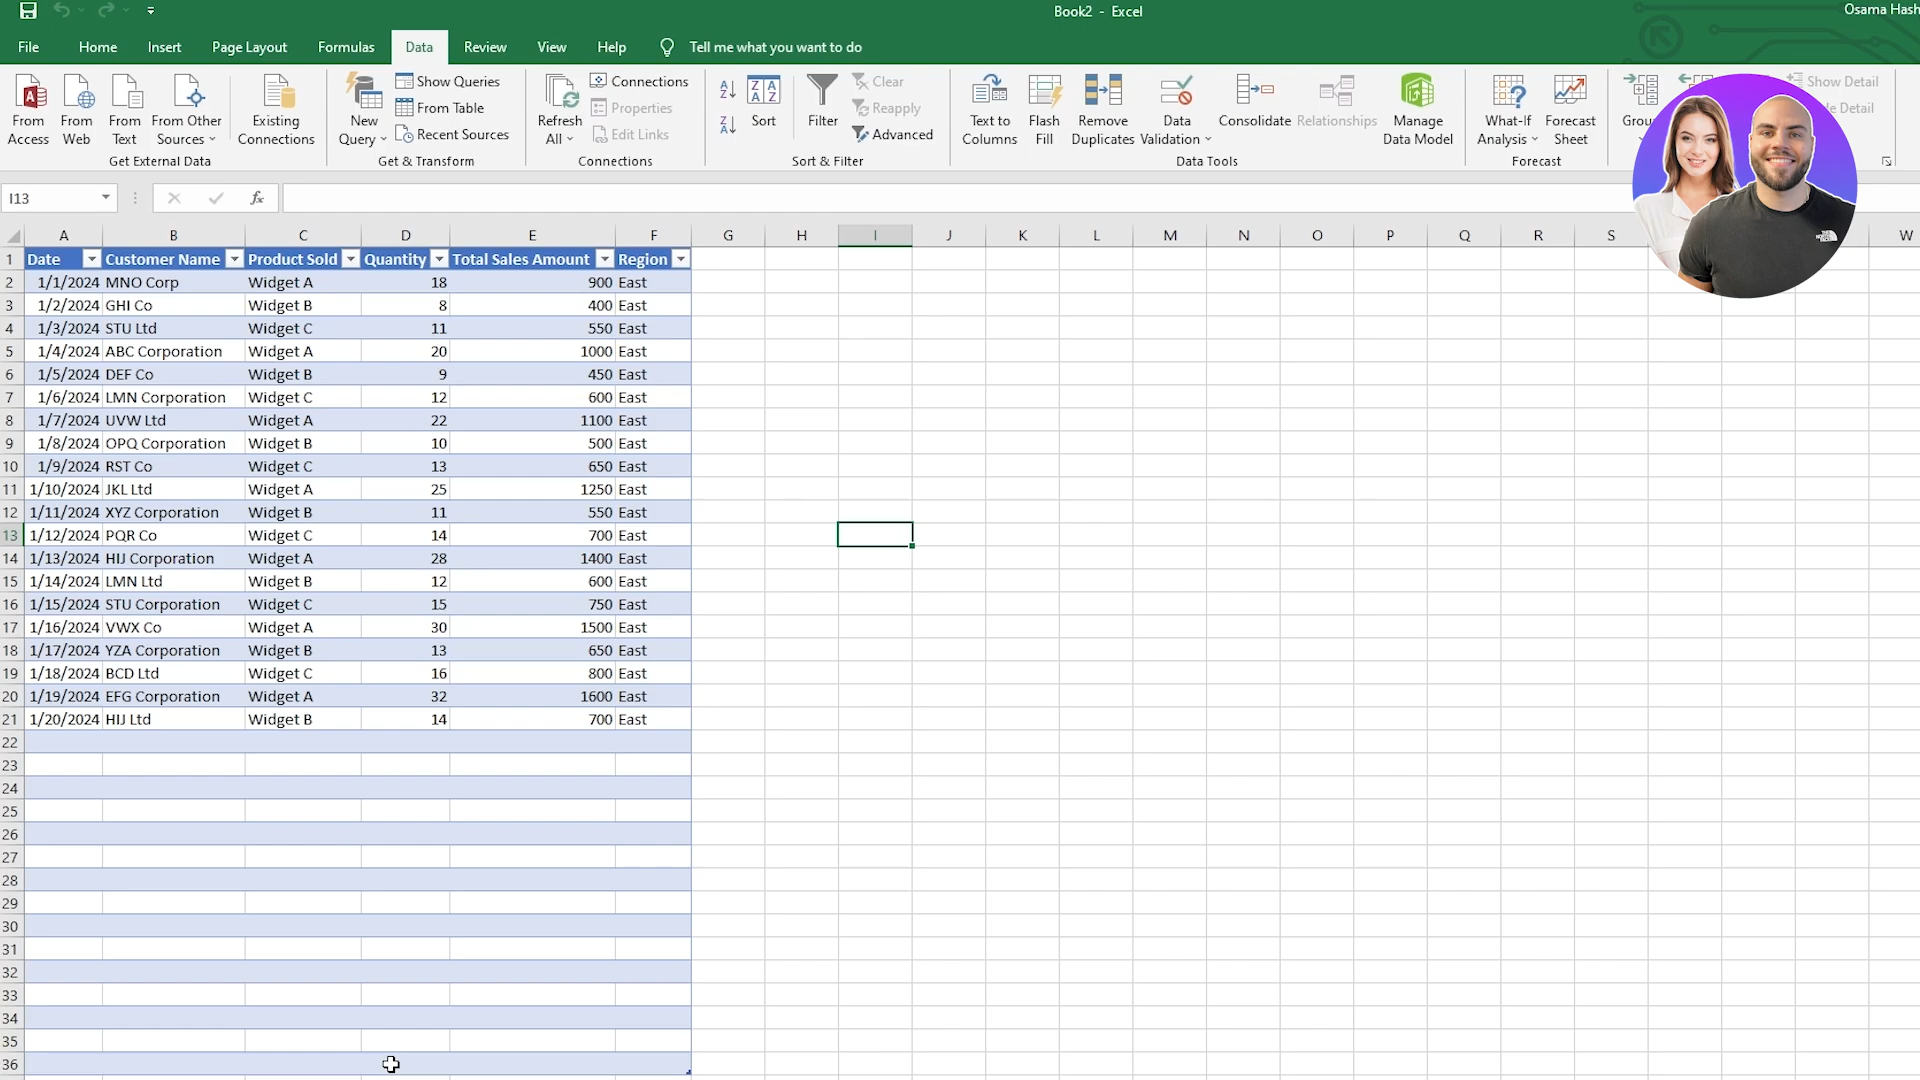 Book2 - Excel
Osama Hash
File Home Insert Page Layout Formulas Data Review View Help Tell me what you want to do
From Access
From Web
From Text
From Other Sources
Existing Connections
Get External Data
New Query
Show Queries
From Table
Recent Sources
Get & Transform
Refresh All
Connections
Properties
Edit Links
Connections
Sort
Filter
Clear
Reapply
Advanced
Sort & Filter
Text to Columns
Flash Fill
Remove Duplicates
Data Validation
Consolidate
Relationships
Manage Data Model
Data Tools
What-If Analysis
Forecast Sheet
Forecast
Grou
Show Detail
de Detail
I13
fx
A B C D E F G H I J K L M N O P Q R S W
1 Date Customer Name Product Sold Quantity Total Sales Amount Region
2 1/1/2024 MNO Corp Widget A 18 900 East
3 1/2/2024 GHI Co Widget B 8 400 East
4 1/3/2024 STU Ltd Widget C 11 550 East
5 1/4/2024 ABC Corporation Widget A 20 1000 East
6 1/5/2024 DEF Co Widget B 9 450 East
7 1/6/2024 LMN Corporation Widget C 12 600 East
8 1/7/2024 UVW Ltd Widget A 22 1100 East
9 1/8/2024 OPQ Corporation Widget B 10 500 East
10 1/9/2024 RST Co Widget C 13 650 East
11 1/10/2024 JKL Ltd Widget A 25 1250 East
12 1/11/2024 XYZ Corporation Widget B 11 550 East
13 1/12/2024 PQR Co Widget C 14 700 East
14 1/13/2024 HIJ Corporation Widget A 28 1400 East
15 1/14/2024 LMN Ltd Widget B 12 600 East
16 1/15/2024 STU Corporation Widget C 15 750 East
17 1/16/2024 VWX Co Widget A 30 1500 East
18 1/17/2024 YZA Corporation Widget B 13 650 East
19 1/18/2024 BCD Ltd Widget C 16 800 East
20 1/19/2024 EFG Corporation Widget A 32 1600 East
21 1/20/2024 HIJ Ltd Widget B 14 700 East
22
23
24
25
26
27
28
29
30
31
32
33
34
35
36